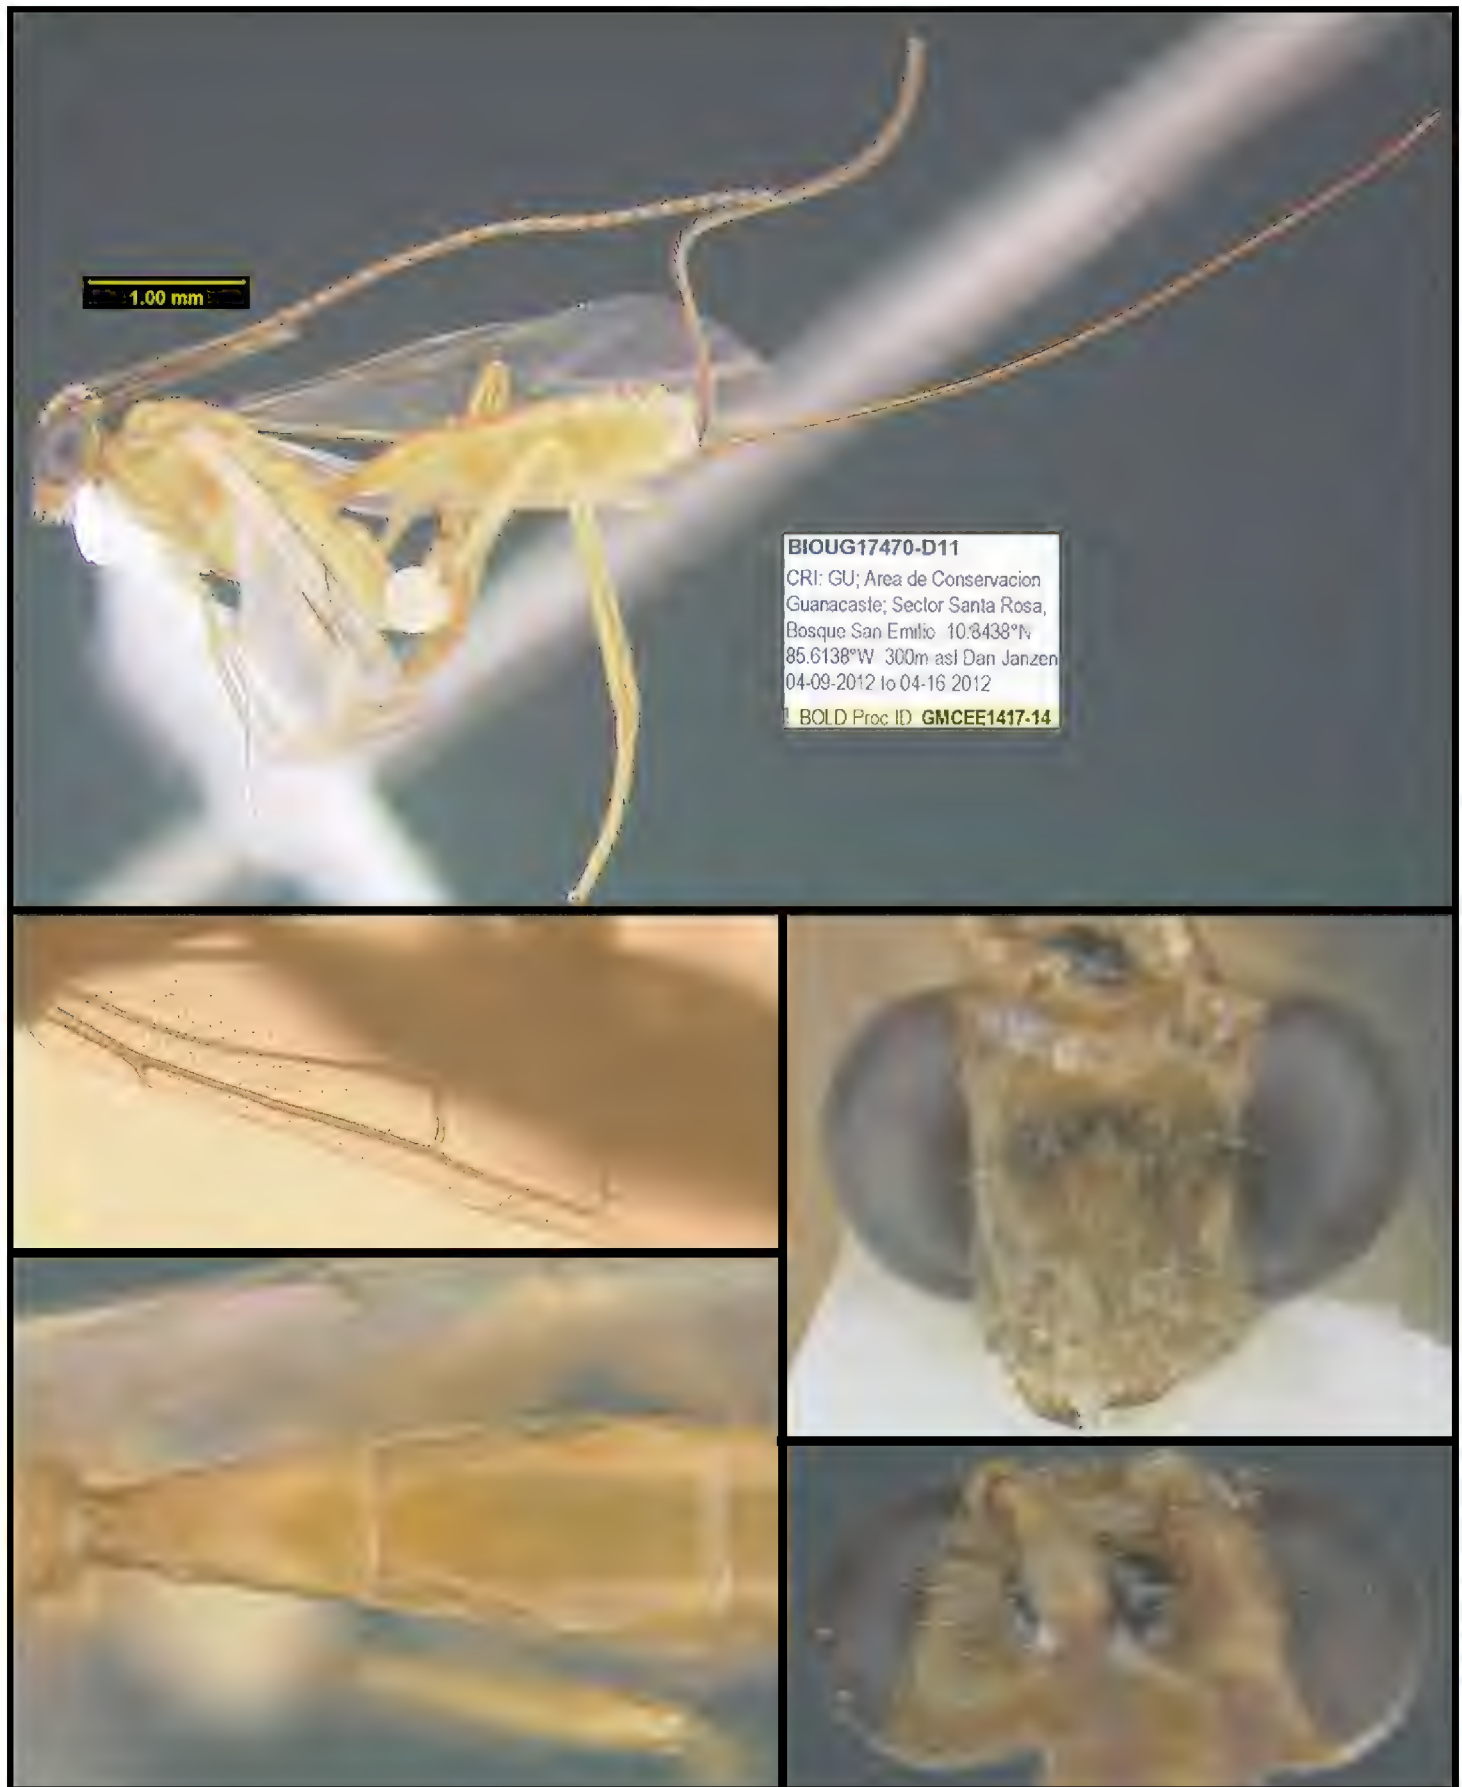 1.00 mm
BIOUG17470-D11
CRI: GU; Area de Conservacion
Guanacaste; Sector Santa Rosa,
Bosque San Emilio 10.8438°N
85.6138°W 300m asl Dan Janzen
04-09-2012 to 04-16 2012
BOLD Proc ID GMCEE1417-14